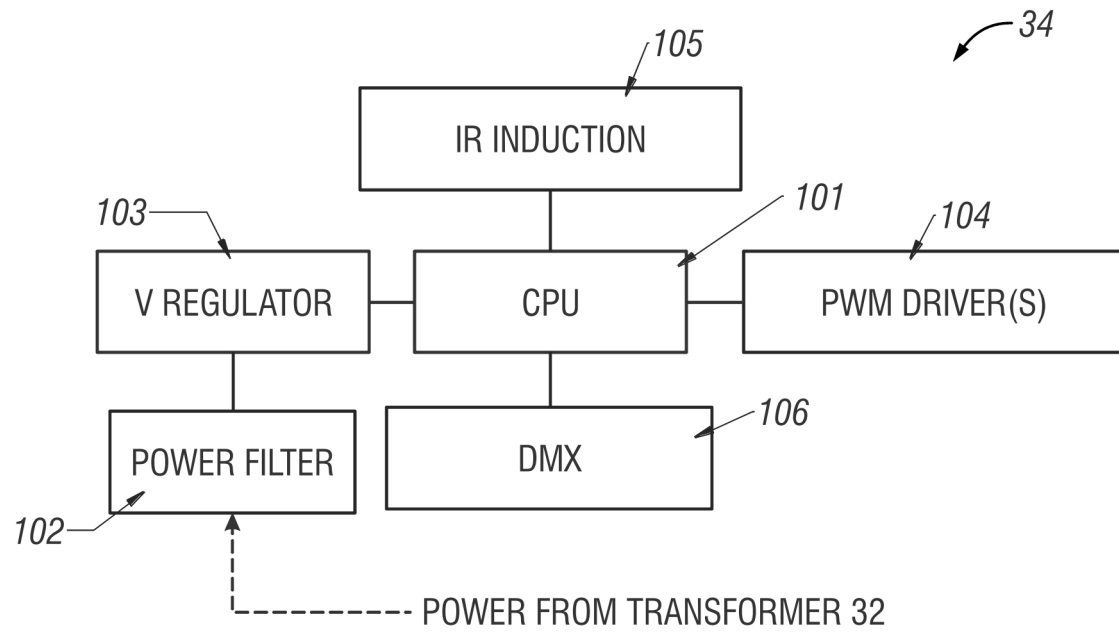 34
105
IR INDUCTION
103
101
104
V REGULATOR
CPU
PWM DRIVER(S)
POWER FILTER
DMX
106
102
POWER FROM TRANSFORMER 32